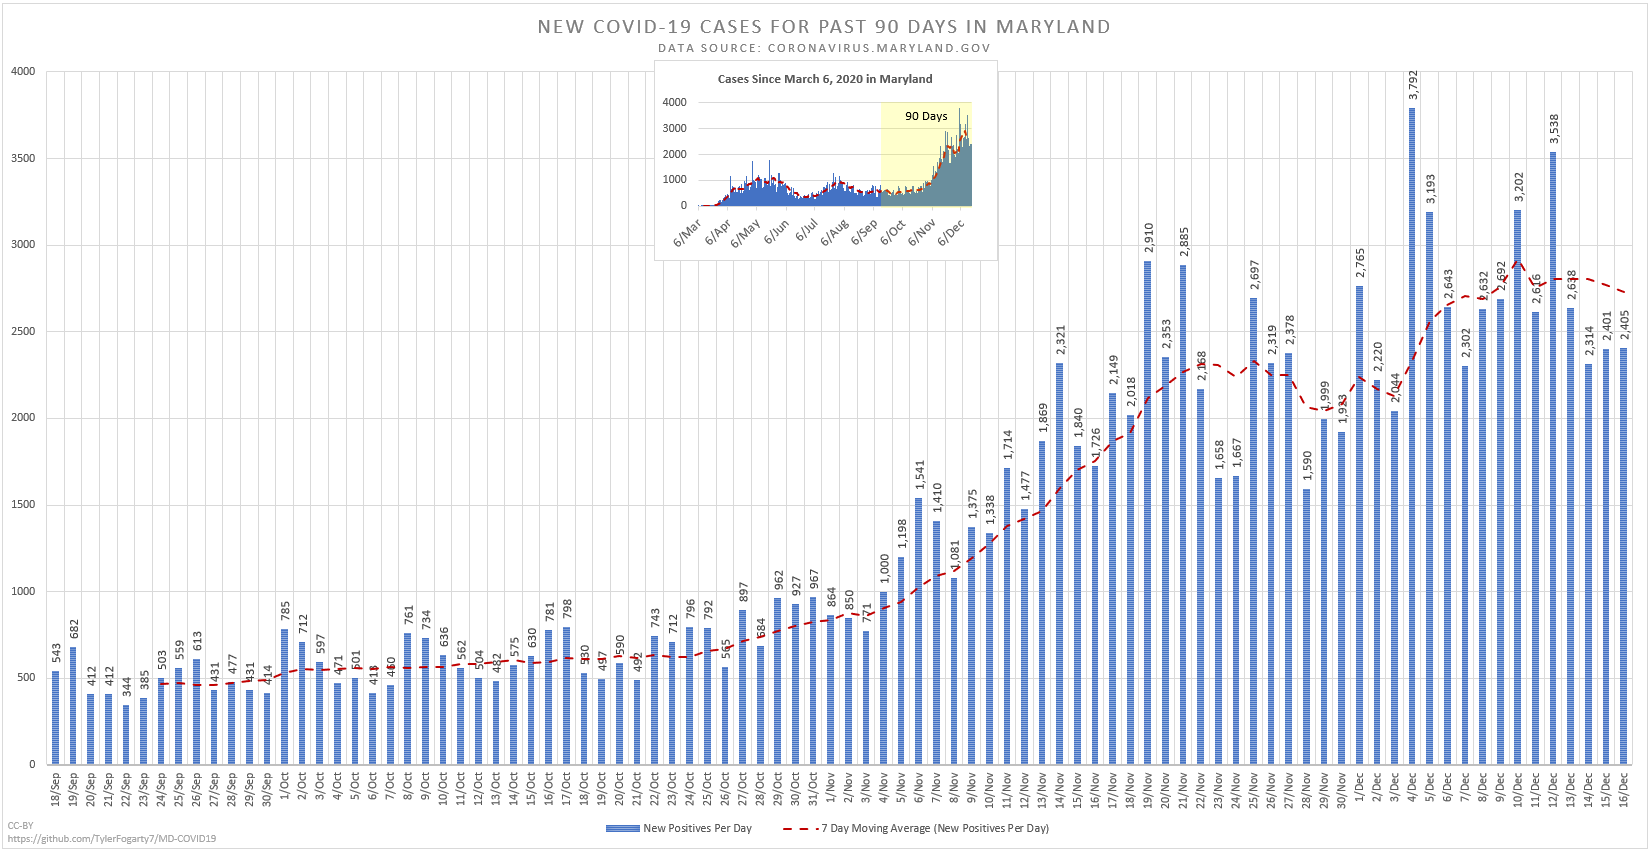 NEW COVID-19 CASES FOR PAST 90 DAYS IN MARYLAND
DATA SOURCE: CORONAVIRUS.MARYLAND.GOV
Cases Since March 6, 2020 in Maryland
90 Days
4000
3000
2000
1000
0
6/Mar 6/Apr 6/May 6/Jun 6/Jul 6/Aug 6/Sep 6/Oct 6/Nov 6/Dec
4000
3500
3000
2500
2000
1500
1000
500
0
543 682 412 412 344 385 503 559 613 431 477 431 414 785 712 597 471 501 413 460 761 734 636 562 504 482 575 630 781 798 530 497 590 492 743 712 796 792 565 897 684 962 927 967 864 850 771 1,000 1,198 1,541 1,410 1,081 1,375 1,338 1,714 1,477 1,869 2,321 1,840 1,726 2,149 2,018 2,910 2,353 2,885 2,168 1,658 1,667 2,697 2,319 2,378 1,590 1,999 1,923 2,765 2,220 2,044 3,792 3,193 2,643 2,302 2,632 2,692 3,202 2,616 3,538 2,638 2,314 2,401 2,405
18/Sep 19/Sep 20/Sep 21/Sep 22/Sep 23/Sep 24/Sep 25/Sep 26/Sep 27/Sep 28/Sep 29/Sep 30/Sep 1/Oct 2/Oct 3/Oct 4/Oct 5/Oct 6/Oct 7/Oct 8/Oct 9/Oct 10/Oct 11/Oct 12/Oct 13/Oct 14/Oct 15/Oct 16/Oct 17/Oct 18/Oct 19/Oct 20/Oct 21/Oct 22/Oct 23/Oct 24/Oct 25/Oct 26/Oct 27/Oct 28/Oct 29/Oct 30/Oct 31/Oct 1/Nov 2/Nov 3/Nov 4/Nov 5/Nov 6/Nov 7/Nov 8/Nov 9/Nov 10/Nov 11/Nov 12/Nov 13/Nov 14/Nov 15/Nov 16/Nov 17/Nov 18/Nov 19/Nov 20/Nov 21/Nov 22/Nov 23/Nov 24/Nov 25/Nov 26/Nov 27/Nov 28/Nov 29/Nov 30/Nov 1/Dec 2/Dec 3/Dec 4/Dec 5/Dec 6/Dec 7/Dec 8/Dec 9/Dec 10/Dec 11/Dec 12/Dec 13/Dec 14/Dec 15/Dec 16/Dec
New Positives Per Day 7 Day Moving Average (New Positives Per Day)
CC-BY
https://github.com/TylerFogarty7/MD-COVID19